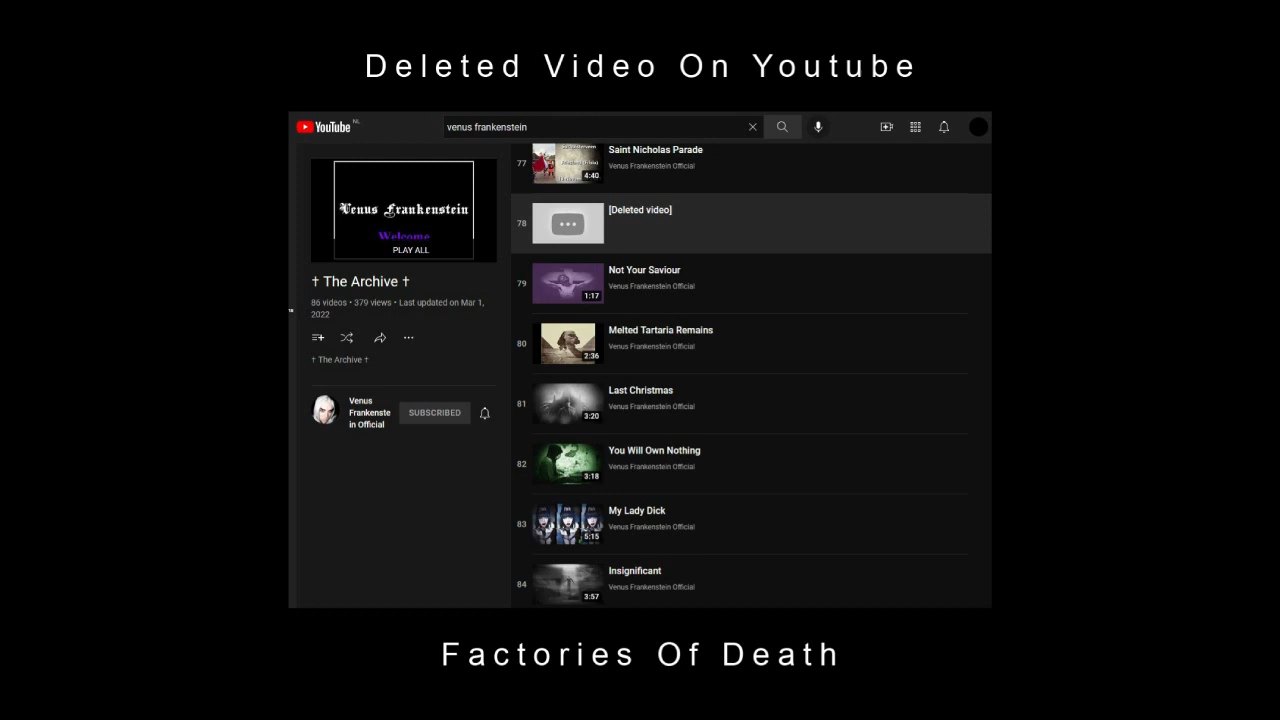 Deleted Video On Youtube
YouTube NL
venus frankenstein
Venus Frankenstein
Welcome
PLAY ALL
† The Archive †
86 videos • 379 views • Last updated on Mar 1,
2022
† The Archive †
Venus
Frankenste
in Official
SUBSCRIBED
77
4:40
Saint Nicholas Parade
Venus Frankenstein Official
78
[Deleted video]
79
1:17
Not Your Saviour
Venus Frankenstein Official
80
2:36
Melted Tartaria Remains
Venus Frankenstein Official
81
3:20
Last Christmas
Venus Frankenstein Official
82
3:18
You Will Own Nothing
Venus Frankenstein Official
83
5:15
My Lady Dick
Venus Frankenstein Official
84
3:57
Insignificant
Venus Frankenstein Official
Factories Of Death